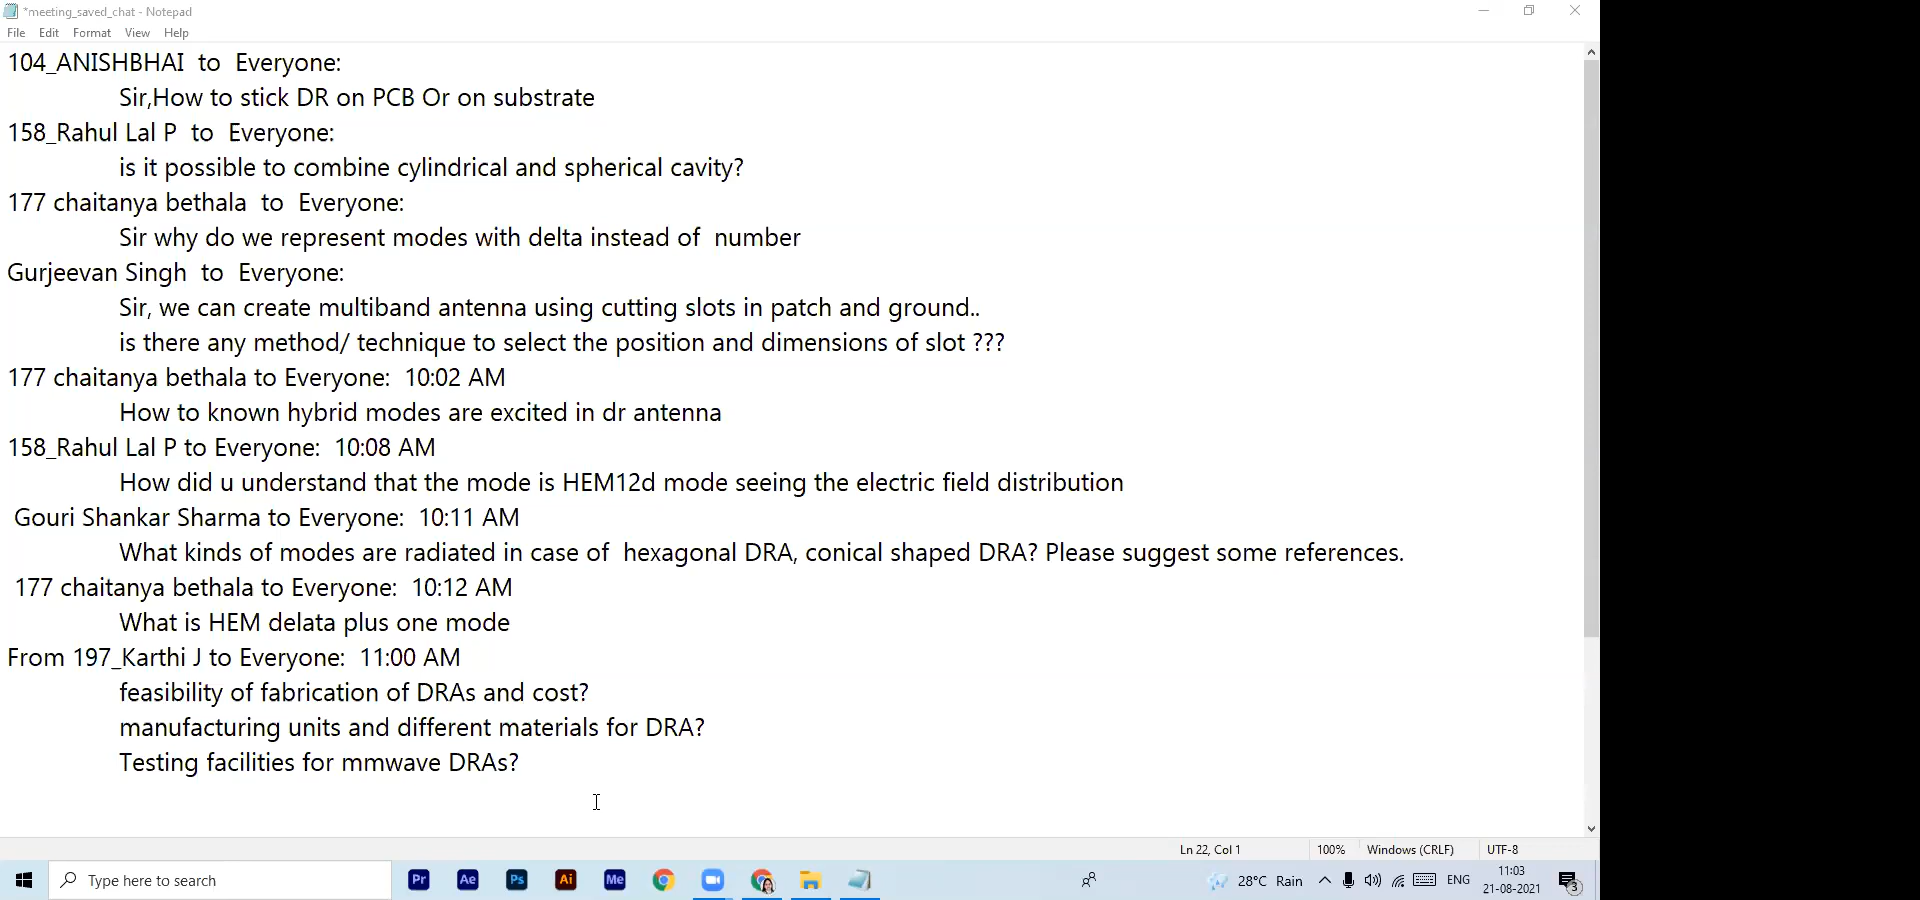 *meeting_saved_chat - Notepad
File Edit Format View Help
104_ANISHBHAI to Everyone:
Sir,How to stick DR on PCB Or on substrate
158_Rahul Lal P to Everyone:
is it possible to combine cylindrical and spherical cavity?
177 chaitanya bethala to Everyone:
Sir why do we represent modes with delta instead of number
Gurjeevan Singh to Everyone:
Sir, we can create multiband antenna using cutting slots in patch and ground..
is there any method/ technique to select the position and dimensions of slot ???
177 chaitanya bethala to Everyone: 10:02 AM
How to known hybrid modes are excited in dr antenna
158_Rahul Lal P to Everyone: 10:08 AM
How did u understand that the mode is HEM12d mode seeing the electric field distribution
Gouri Shankar Sharma to Everyone: 10:11 AM
What kinds of modes are radiated in case of hexagonal DRA, conical shaped DRA? Please suggest some references.
177 chaitanya bethala to Everyone: 10:12 AM
What is HEM delata plus one mode
From 197_Karthi J to Everyone: 11:00 AM
feasibility of fabrication of DRAs and cost?
manufacturing units and different materials for DRA?
Testing facilities for mmwave DRAs?
Ln 22, Col 1 100% Windows (CRLF) UTF-8
Type here to search Pr Ae Ps Ai Me 28°C Rain ENG 11:03
21-08-2021 3